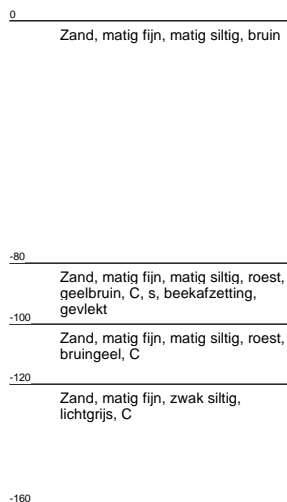 0
Zand, matig fijn, matig siltig, bruin
-80
Zand, matig fijn, matig siltig, roest,
geelbruin, C, s, beekafzetting,
gevlekt
-100
Zand, matig fijn, matig siltig, roest,
bruingeel, C
-120
Zand, matig fijn, zwak siltig,
lichtgrijs, C
-160